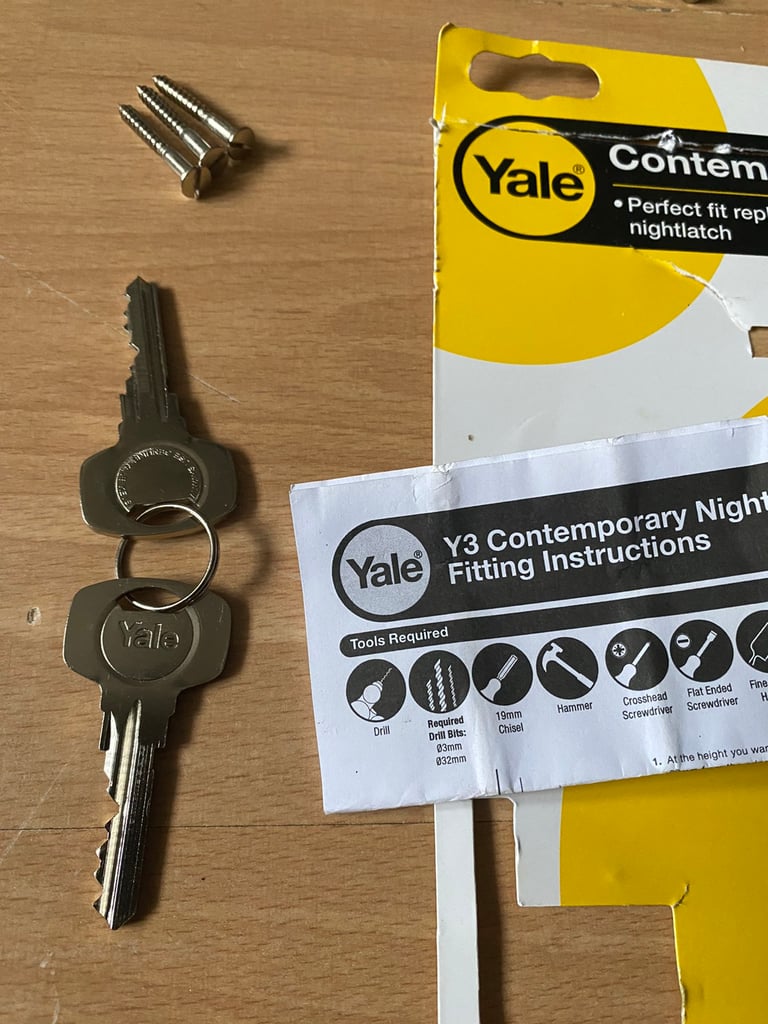 Yale®
Contem
• Perfect fit repl
nightlatch
Yale®
Y3 Contemporary Night
Fitting Instructions
Tools Required
Drill
Required
Drill Bits:
Ø3mm
Ø32mm
19mm
Chisel
Hammer
Crosshead
Screwdriver
Flat Ended
Screwdriver
Fine
H
1. At the height you wan
Yale